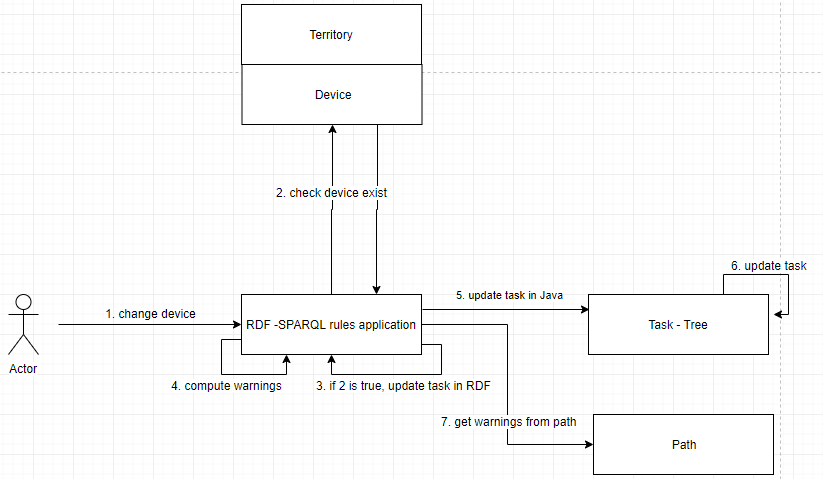 Territory
Device
2. check device exist
6. update task
5. update task in Java
1. change device
RDF -SPARQL rules application
Task - Tree
Actor
4. compute warnings
3. if 2 is true, update task in RDF
7. get warnings from path
Path